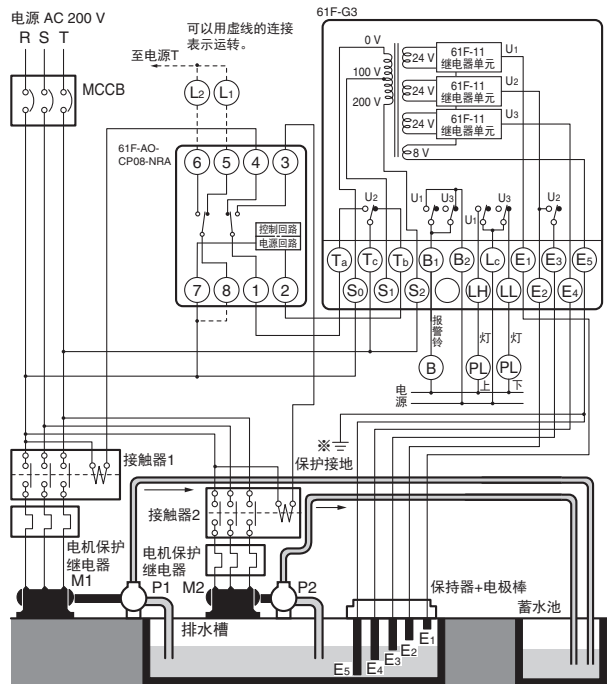 电源 AC 200 V
R S T
MCCB
可以用虚线的连接
表示运转。
至电源T
L2 L1
61F-AO-
CP08-NRA
6 5 4 3
控制回路
电源回路
7 8 1 2
61F-G3
0 V
100 V
200 V
24 V
61F-11
继电器单元
U1
24 V
61F-11
继电器单元
U2
24 V
61F-11
继电器单元
U3
8 V
U2
U1 U3
U1
U3
U2
Ta Tc Tb B1 B2 Lc E1 E3 E5
S0 S1 S2 LH LL E2 E4
报警铃
灯
灯
B PL PL
上 下
电源
※
保护接地
接触器1
接触器2
电机保护
继电器
M1
P1
电机保护
继电器
M2
P2
保持器+电极棒
蓄水池
排水槽
E5 E4 E3 E2 E1